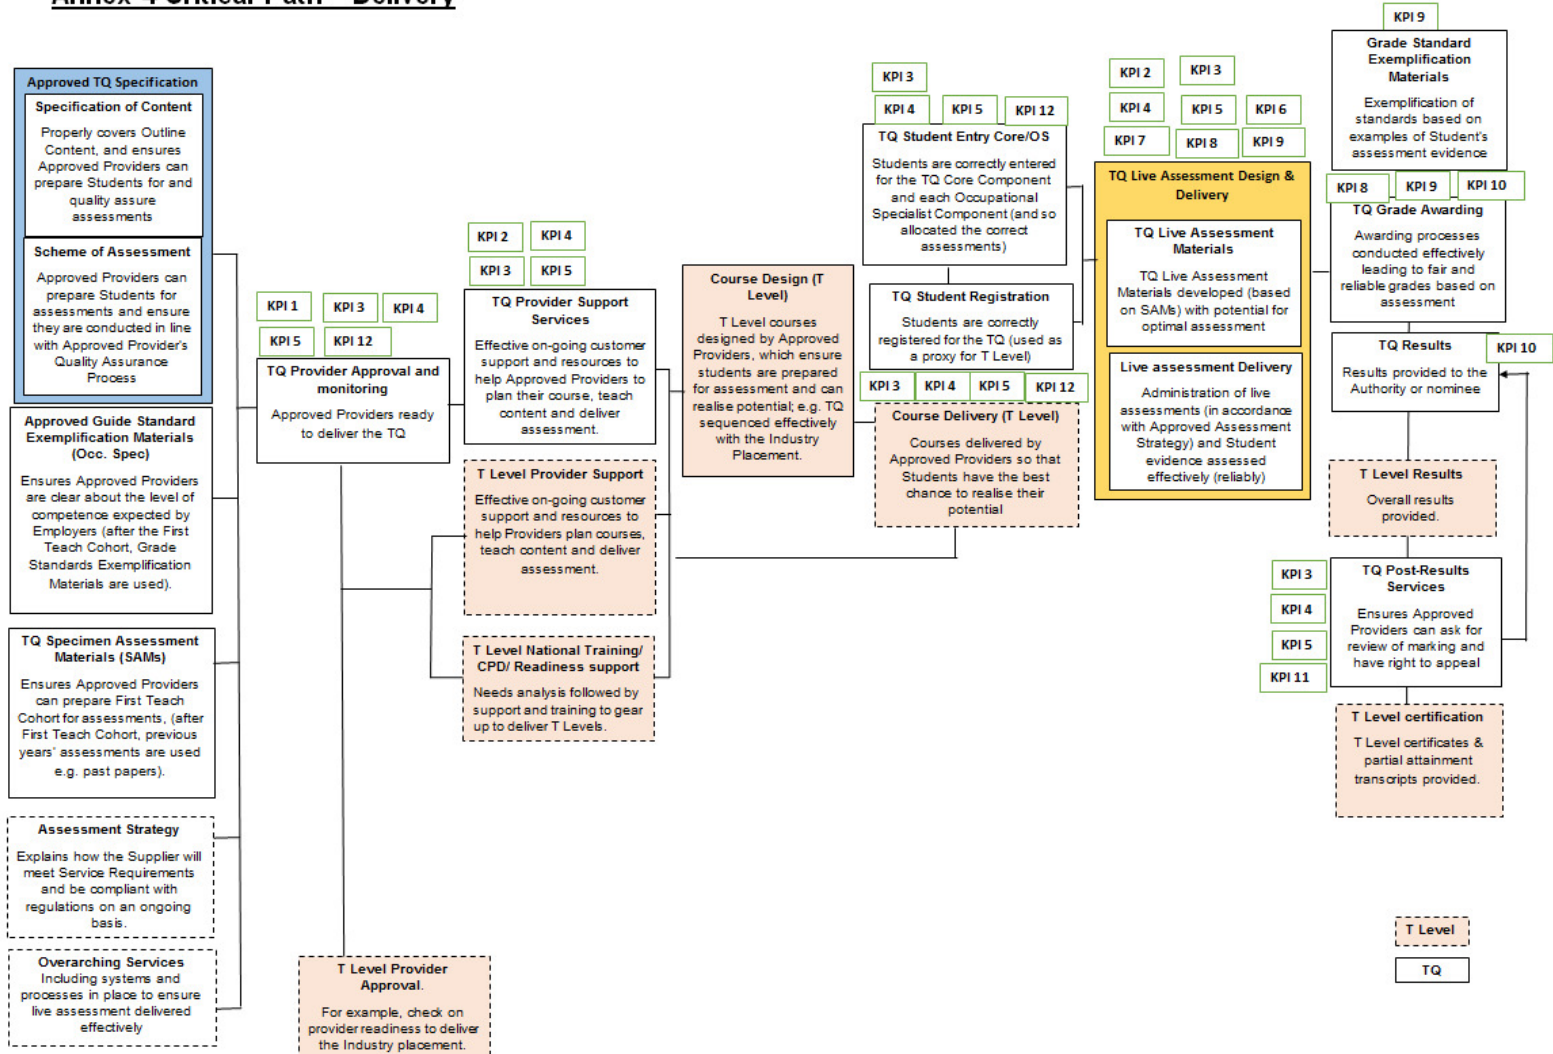 Annex 4 Critical Path – Delivery
Approved TQ Specification
Specification of Content
Properly covers Outline
Content, and ensures
Approved Providers can
prepare Students for and
quality assure
assessments
Scheme of Assessment
Approved Providers can
prepare Students for
assessments and ensure
they are conducted in line
with Approved Provider's
Quality Assurance
Process
Approved Guide Standard
Exemplification Materials
(Occ. Spec)
Ensures Approved Providers
are clear about the level of
competence expected by
Employers (after the First
Teach Cohort, Grade
Standards Exemplification
Materials are used).
TQ Specimen Assessment
Materials (SAMs)
Ensures Approved Providers
can prepare First Teach
Cohort for assessments, (after
First Teach Cohort, previous
years' assessments are used
e.g. past papers).
Assessment Strategy
Explains how the Supplier will
meet Service Requirements
and be compliant with
regulations on an ongoing
basis.
Overarching Services
Including systems and
processes in place to ensure
live assessment delivered
effectively
KPI 1
KPI 3
KPI 4
KPI 5
KPI 12
TQ Provider Approval and
monitoring
Approved Providers ready
to deliver the TQ
T Level Provider
Approval.
For example, check on
provider readiness to deliver
the Industry placement.
KPI 2
KPI 4
KPI 3
KPI 5
TQ Provider Support
Services
Effective on-going customer
support and resources to
help Approved Providers to
plan their course, teach
content and deliver
assessment.
T Level Provider Support
Effective on-going customer
support and resources to
help Providers plan courses,
teach content and deliver
assessment.
T Level National Training/
CPD/ Readiness support
Needs analysis followed by
support and training to gear
up to deliver T Levels.
Course Design (T
Level)
T Level courses
designed by Approved
Providers, which ensure
students are prepared
for assessment and can
realise potential; e.g. TQ
sequenced effectively
with the Industry
Placement.
KPI 3
KPI 4
KPI 5
KPI 12
TQ Student Entry Core/OS
Students are correctly entered
for the TQ Core Component
and each Occupational
Specialist Component (and so
allocated the correct
assessments)
TQ Student Registration
Students are correctly
registered for the TQ (used as
a proxy for T Level)
KPI 3
KPI 4
KPI 5
KPI 12
Course Delivery (T Level)
Courses delivered by
Approved Providers so that
Students have the best
chance to realise their
potential
KPI 2
KPI 3
KPI 4
KPI 5
KPI 6
KPI 7
KPI 8
KPI 9
TQ Live Assessment Design &
Delivery
TQ Live Assessment
Materials
TQ Live Assessment
Materials developed (based
on SAMs) with potential for
optimal assessment
Live assessment Delivery
Administration of live
assessments (in accordance
with Approved Assessment
Strategy) and Student
evidence assessed
effectively (reliably)
KPI 9
Grade Standard
Exemplification
Materials
Exemplification of
standards based on
examples of Student's
assessment evidence
KPI 8
KPI 9
KPI 10
TQ Grade Awarding
Awarding processes
conducted effectively
leading to fair and
reliable grades based on
assessment
TQ Results
KPI 10
Results provided to the
Authority or nominee
T Level Results
Overall results
provided.
KPI 3
KPI 4
KPI 5
KPI 11
TQ Post-Results
Services
Ensures Approved
Providers can ask for
review of marking and
have right to appeal
T Level certification
T Level certificates &
partial attainment
transcripts provided.
T Level
TQ